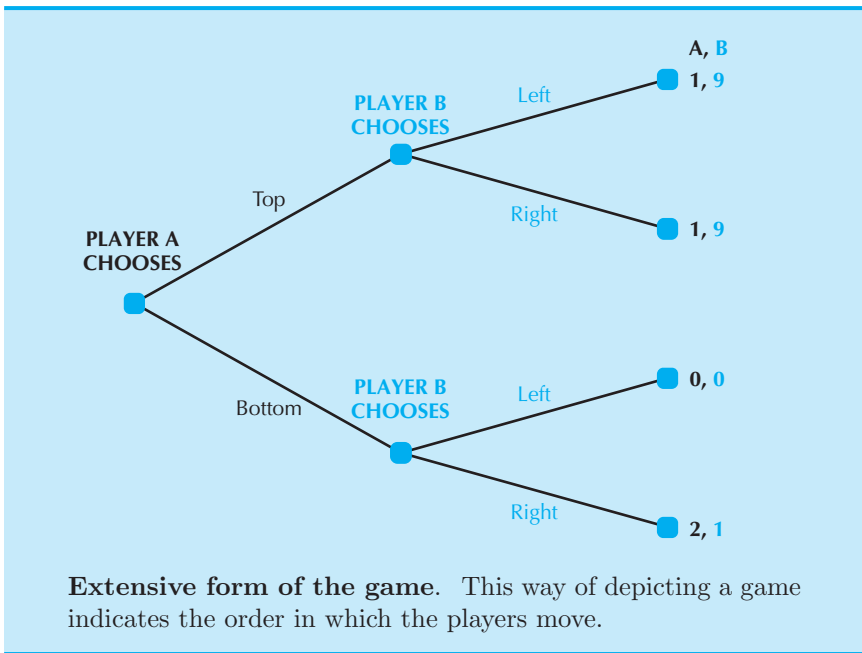 A, B
1, 9
Left
PLAYER B
CHOOSES
Top
Right
1, 9
PLAYER A
CHOOSES
PLAYER B
CHOOSES
Left
0, 0
Bottom
Right
2, 1
Extensive form of the game. This way of depicting a game
indicates the order in which the players move.